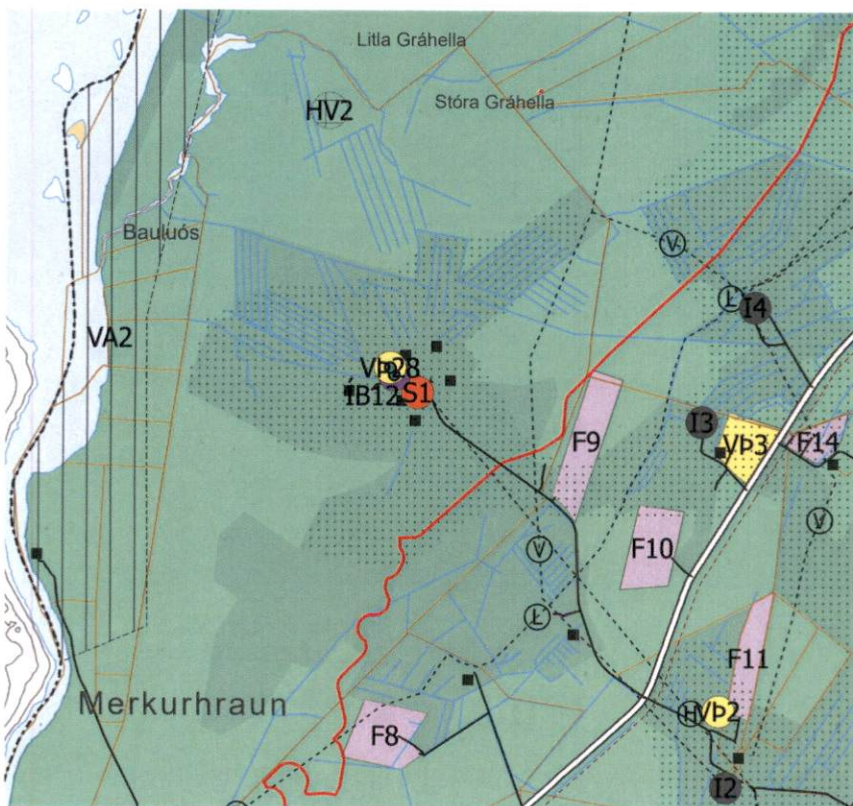 Litla Gráhella
Stóra Gráhella
HV2
Bauluós
V
VA2
L
I4
VÞ28
ÍB12
S1
I3
VÞ3
F14
F9
V
F10
V
L
F11
Merkurhraun
H
VÞ2
F8
I2